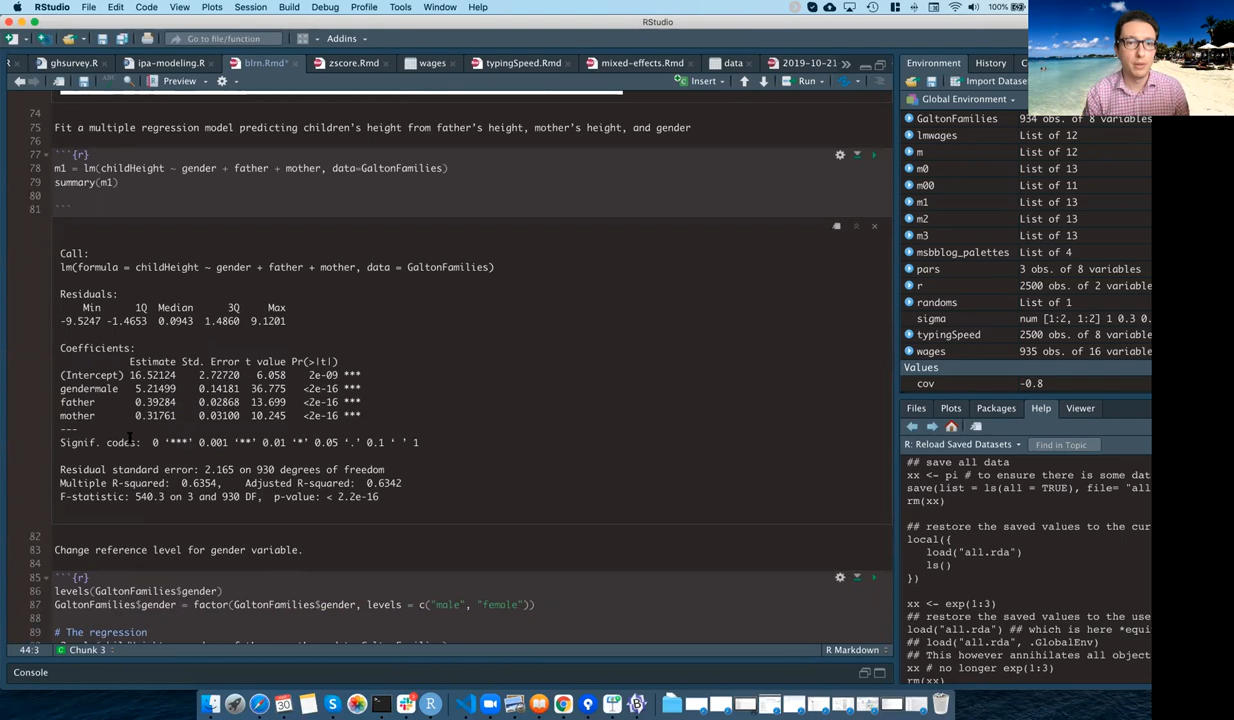 RStudio File Edit Code View Plots Session Build Debug Profile Tools Window Help 100%
RStudio
Go to file/function Addins
R ghsurvey.R ipa-modeling.R blrn.Rmd* zscore.Rmd wages typingSpeed.Rmd mixed-effects.Rmd data 2019-10-21
Preview Insert Run
74
75 Fit a multiple regression model predicting children's height from father's height, mother's height, and gender
76
77 ```{r}
78 m1 = lm(childHeight ~ gender + father + mother, data=GaltonFamilies)
79 summary(m1)
80
81 ```
Call:
lm(formula = childHeight ~ gender + father + mother, data = GaltonFamilies)
Residuals:
Min 1Q Median 3Q Max
-9.5247 -1.4653 0.0943 1.4860 9.1201
Coefficients:
Estimate Std. Error t value Pr(>|t|)
(Intercept) 16.52124 2.72720 6.058 2e-09 ***
gendermale 5.21499 0.14181 36.775 <2e-16 ***
father 0.39284 0.02868 13.699 <2e-16 ***
mother 0.31761 0.03100 10.245 <2e-16 ***
---
Signif. codes: 0 '***' 0.001 '**' 0.01 '*' 0.05 '.' 0.1 ' ' 1
Residual standard error: 2.165 on 930 degrees of freedom
Multiple R-squared: 0.6354, Adjusted R-squared: 0.6342
F-statistic: 540.3 on 3 and 930 DF, p-value: < 2.2e-16
82
83 Change reference level for gender variable.
84
85 ```{r}
86 levels(GaltonFamilies$gender)
87 GaltonFamilies$gender = factor(GaltonFamilies$gender, levels = c("male", "female"))
88
89 # The regression
44:3 Chunk 3 R Markdown
Console
Environment History
Import Datase
Global Environment
GaltonFamilies 934 obs. of 8 variables
lmwages List of 12
m List of 12
m0 List of 13
m00 List of 11
m1 List of 13
m2 List of 13
m3 List of 13
msbblog_palettes List of 4
pars 3 obs. of 8 variables
r 2500 obs. of 2 variable
randoms List of 1
sigma num [1:2, 1:2] 1 0.3 0.
typingSpeed 2500 obs. of 8 variable
wages 935 obs. of 16 variable
Values
cov -0.8
Files Plots Packages Help Viewer
R: Reload Saved Datasets Find in Topic
## save all data
xx <- pi # to ensure there is some dat
save(list = ls(all = TRUE), file= "all
rm(xx)
## restore the saved values to the cur
local({
load("all.rda")
ls()
})
xx <- exp(1:3)
## restore the saved values to the use
load("all.rda") ## which is here *equi
## load("all.rda", .GlobalEnv)
## This however annihilates all object
xx # no longer exp(1:3)
rm(xx)
30